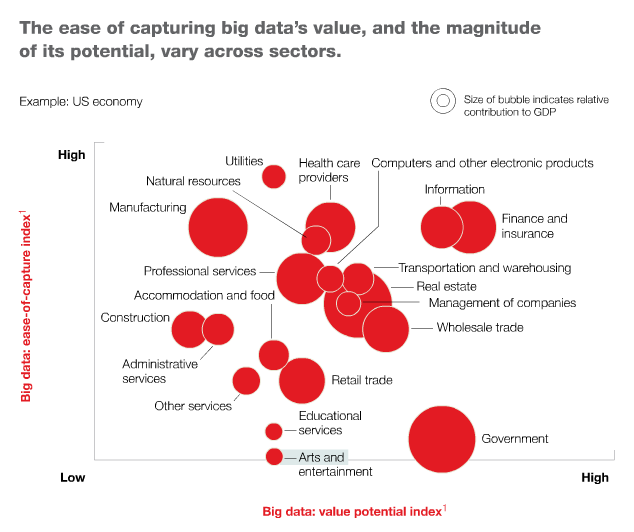 The ease of capturing big data’s value, and the magnitude
of its potential, vary across sectors.
Example: US economy
Size of bubble indicates relative
contribution to GDP
High
Utilities
Health care
providers
Computers and other electronic products
Natural resources
Information
Manufacturing
Finance and
insurance
Professional services
Transportation and warehousing
Real estate
Accommodation and food
Management of companies
Construction
Wholesale trade
Administrative
services
Retail trade
Other services
Educational
services
Government
Arts and
entertainment
Big data: ease-of-capture index1
Low
High
Big data: value potential index1